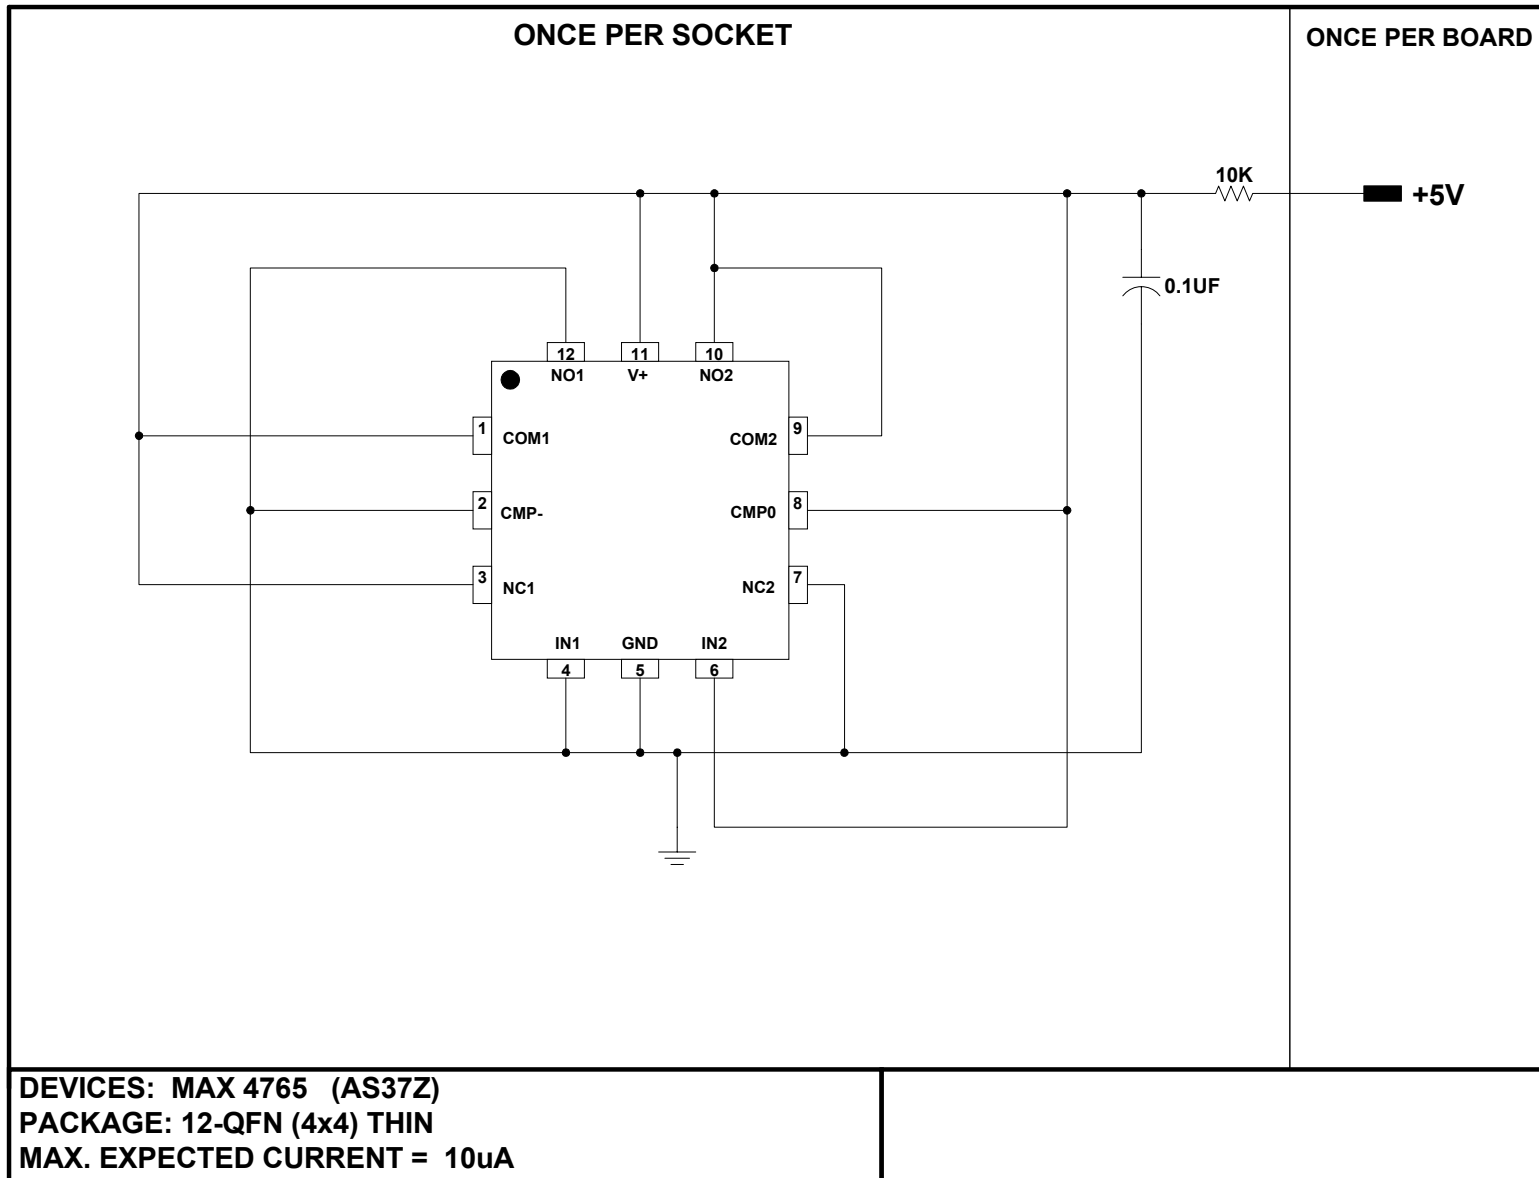 ONCE PER SOCKET
ONCE PER BOARD
10K
+5V
0.1UF
12 11 10
NO1 V+ NO2
1 COM1 COM2 9
2 CMP- CMP0 8
3 NC1 NC2 7
IN1 GND IN2
4 5 6
DEVICES: MAX 4765 (AS37Z)
PACKAGE: 12-QFN (4x4) THIN
MAX. EXPECTED CURRENT = 10uA